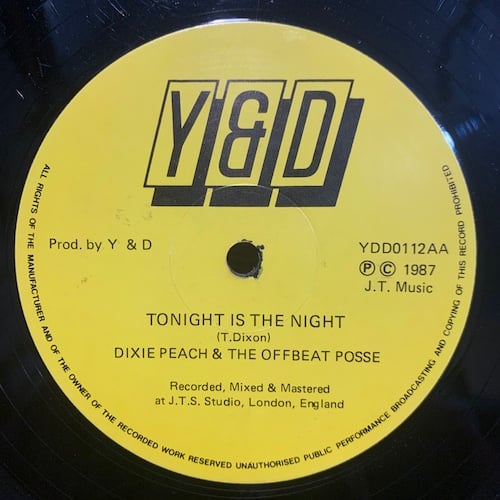 Y&D
Prod. by Y & D
YDD0112AA
Ⓟ © 1987
J.T. Music
TONIGHT IS THE NIGHT
(T.Dixon)
DIXIE PEACH & THE OFFBEAT POSSE
Recorded, Mixed & Mastered
at J.T.S. Studio, London, England
ALL RIGHTS OF THE MANUFACTURER AND OF THE OWNER OF THE RECORDED WORK RESERVED UNAUTHORISED PUBLIC PERFORMANCE BROADCASTING AND COPYING OF THIS RECORD PROHIBITED